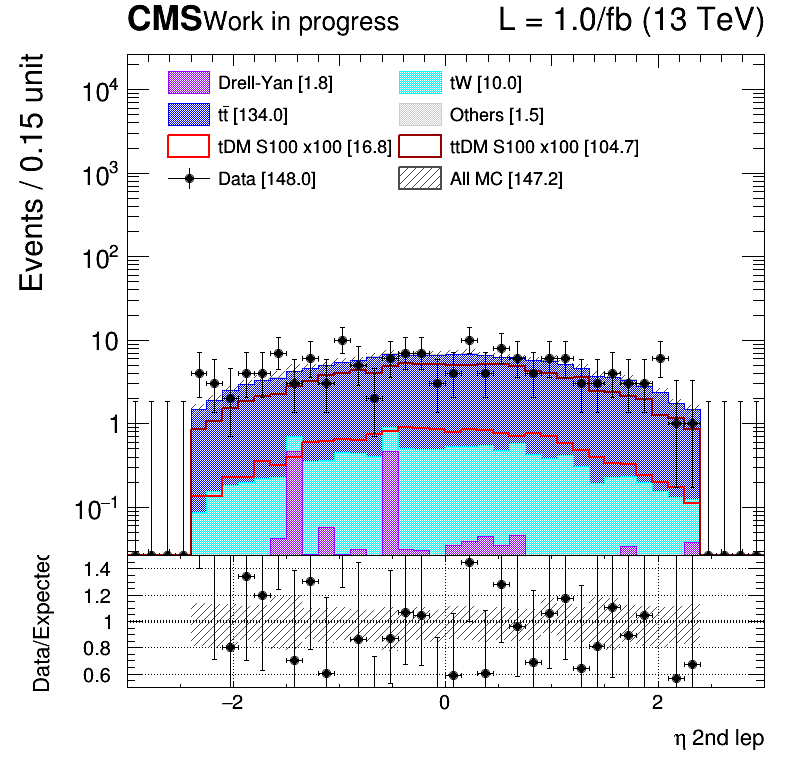 CMS Work in progress L = 1.0/fb (13 TeV)
Events / 0.15 unit
Drell-Yan [1.8] tW [10.0]
tt̄ [134.0] Others [1.5]
tDM S100 x100 [16.8] ttDM S100 x100 [104.7]
Data [148.0] All MC [147.2]
10⁴
10³
10²
10
1
10⁻¹
Data/Expected
1.4
1.2
1
0.8
0.6
−2 0 2
η 2nd lep